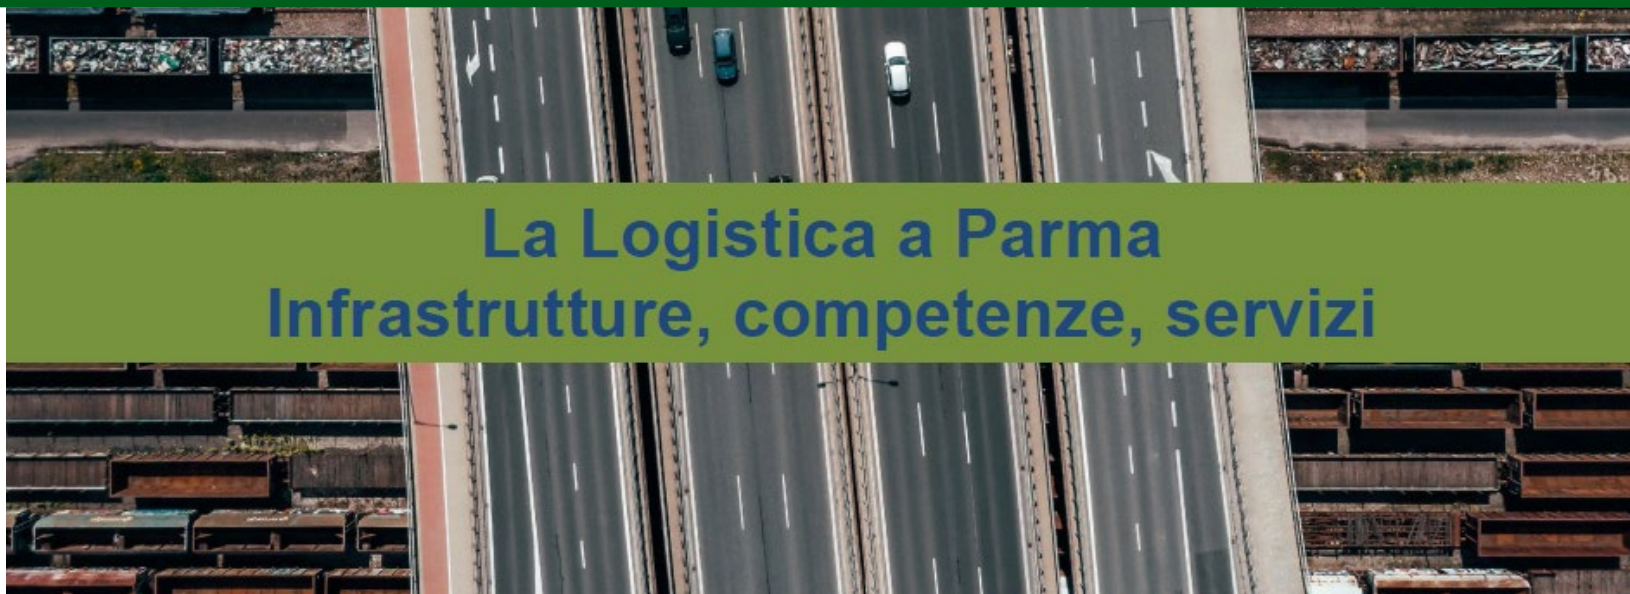 La Logistica a Parma
Infrastrutture, competenze, servizi